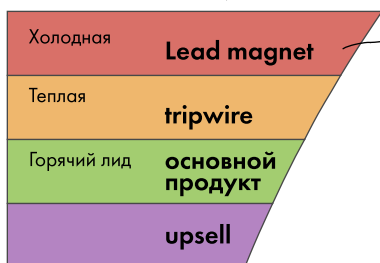 Холодная
Lead magnet
Теплая
tripwire
Горячий лид
основной
продукт
upsell